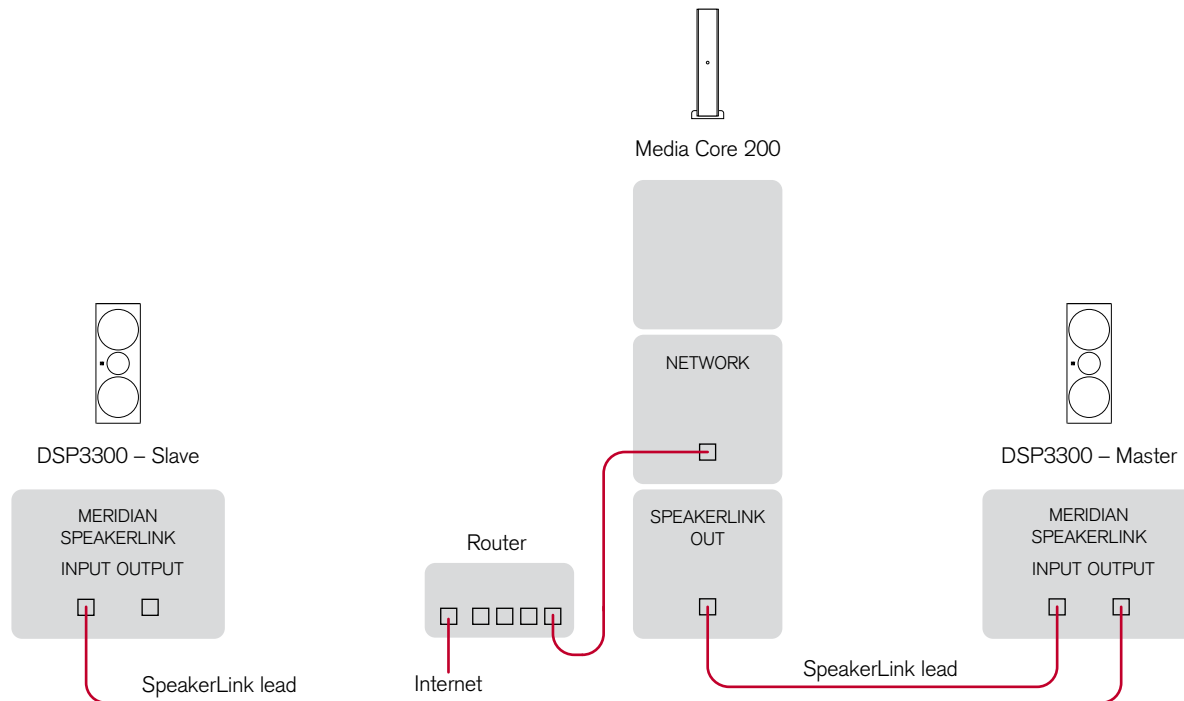 Media Core 200
NETWORK
DSP3300 – Slave
DSP3300 – Master
MERIDIAN
SPEAKERLINK
INPUT OUTPUT
Router
SPEAKERLINK
OUT
MERIDIAN
SPEAKERLINK
INPUT OUTPUT
SpeakerLink lead
Internet
SpeakerLink lead